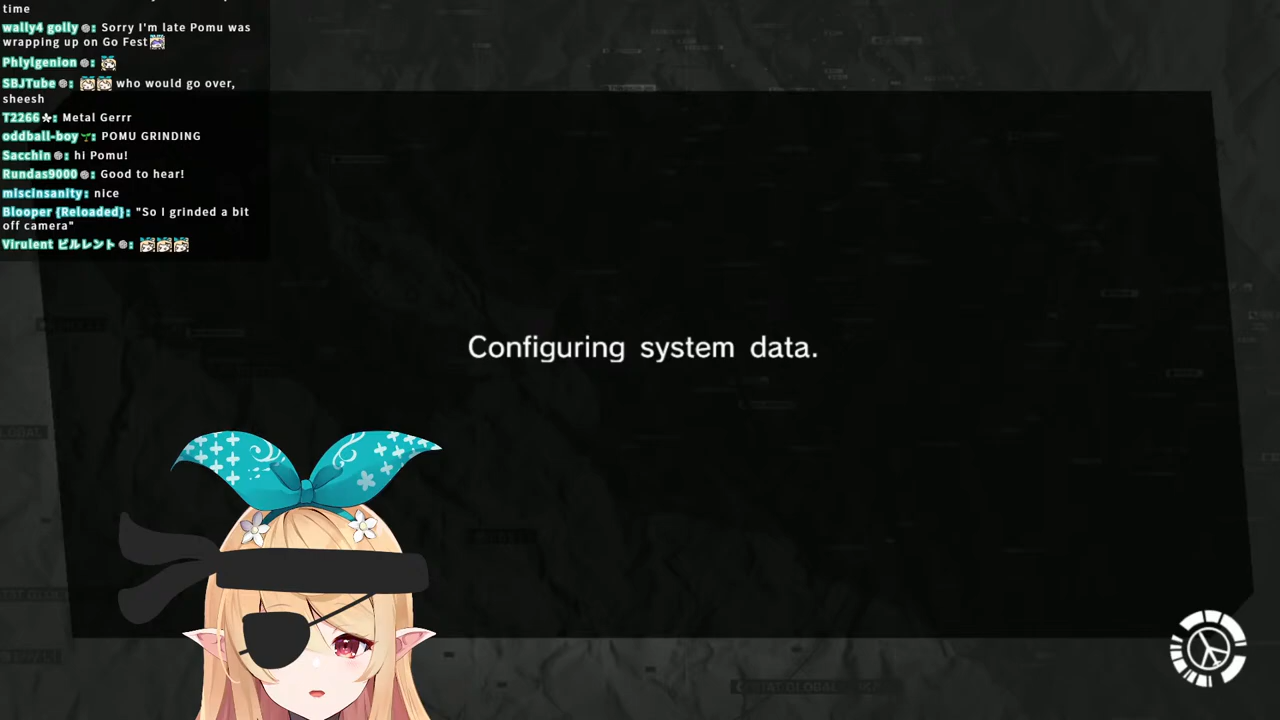 time
wally4 golly: Sorry I'm late Pomu was
wrapping up on Go Fest
Phlylgenion:
SBJTube: who would go over,
sheesh
T2266: Metal Gerrr
oddball-boy: POMU GRINDING
Sacchin: hi Pomu!
Rundas9000: Good to hear!
miscinsanity: nice
Blooper {Reloaded}: "So I grinded a bit
off camera"
Virulent ビルレント:
Configuring system data.